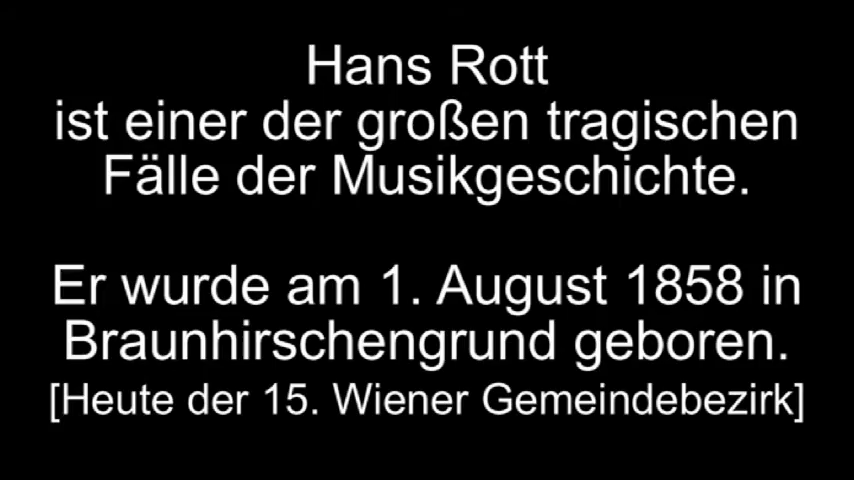 Hans Rott
ist einer der großen tragischen
Fälle der Musikgeschichte.
Er wurde am 1. August 1858 in
Braunhirschengrund geboren.
[Heute der 15. Wiener Gemeindebezirk]